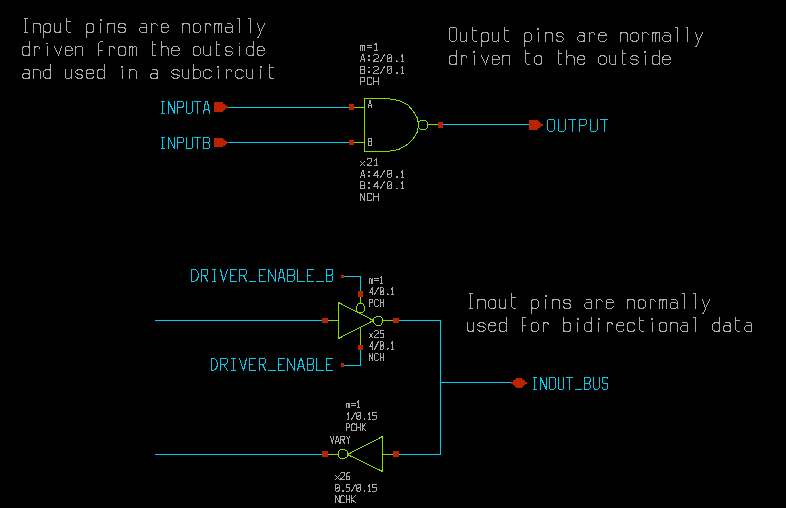 Input pins are normally
driven from the outside
and used in a subcircuit
Output pins are normally
driven to the outside
m=1
A:2/0.1
B:2/0.1
PCH
INPUTA
A
OUTPUT
INPUTB
B
x21
A:4/0.1
B:4/0.1
NCH
DRIVER_ENABLE_B
m=1
4/0.1
PCH
Inout pins are normally
used for bidirectional data
x25
4/0.1
NCH
DRIVER_ENABLE
INOUT_BUS
m=1
1/0.15
PCHK
VARY
x26
0.5/0.15
NCHK